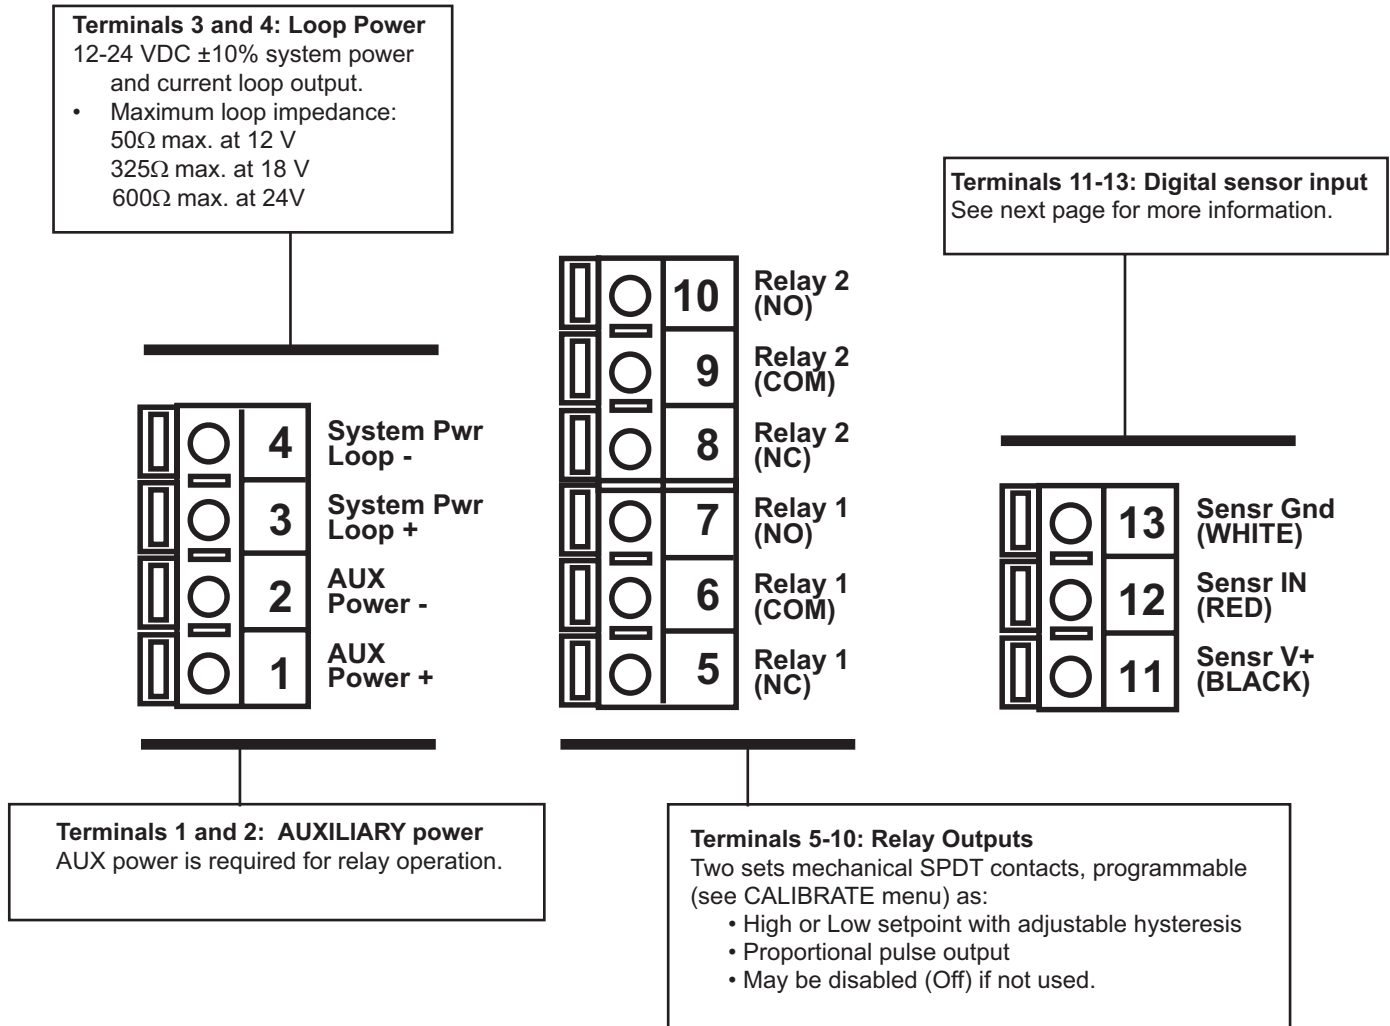 Terminals 3 and 4: Loop Power
12-24 VDC ±10% system power
and current loop output.
• Maximum loop impedance:
50Ω max. at 12 V
325Ω max. at 18 V
600Ω max. at 24V
Terminals 11-13: Digital sensor input
See next page for more information.
4 System Pwr
Loop -
3 System Pwr
Loop +
2 AUX
Power -
1 AUX
Power +
10 Relay 2
(NO)
9 Relay 2
(COM)
8 Relay 2
(NC)
7 Relay 1
(NO)
6 Relay 1
(COM)
5 Relay 1
(NC)
13 Sensr Gnd
(WHITE)
12 Sensr IN
(RED)
11 Sensr V+
(BLACK)
Terminals 1 and 2: AUXILIARY power
AUX power is required for relay operation.
Terminals 5-10: Relay Outputs
Two sets mechanical SPDT contacts, programmable
(see CALIBRATE menu) as:
• High or Low setpoint with adjustable hysteresis
• Proportional pulse output
• May be disabled (Off) if not used.